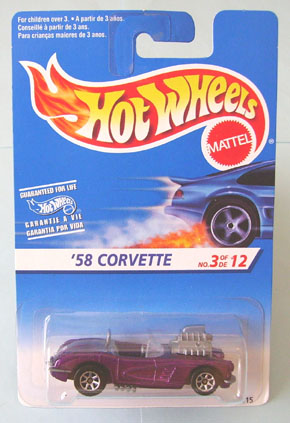 For children over 3. • A partir de 3 años.
Conseillé à partir de 3 ans.
Para crianças maiores de 3 anos.
Hot Wheels
MATTEL
®
GUARANTEED FOR LIFE
Hot Wheels
GARANTIE À VIE
GARANTIA POR VIDA
'58 CORVETTE
NO. 3 OF DE 12
15